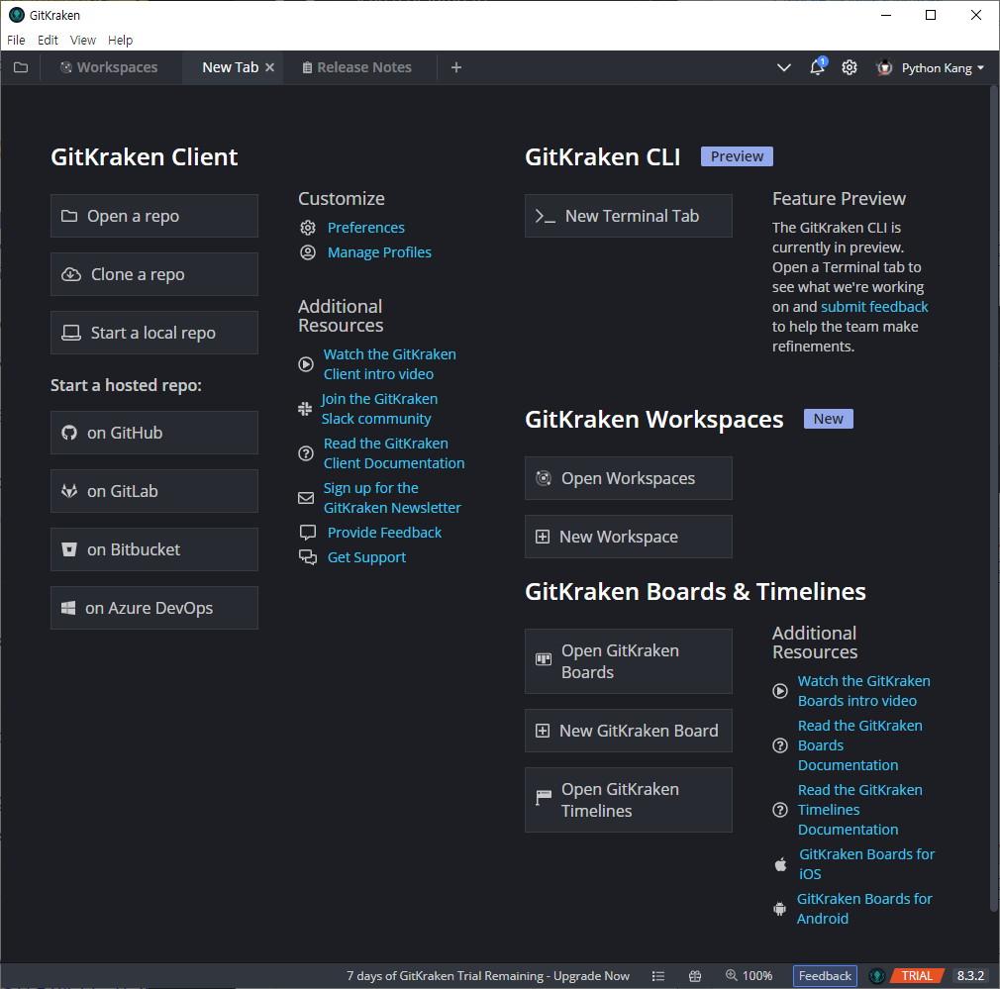 GitKraken
File Edit View Help
Workspaces
New Tab
Release Notes
1
Python Kang
GitKraken Client
Open a repo
Clone a repo
Start a local repo
Start a hosted repo:
on GitHub
on GitLab
on Bitbucket
on Azure DevOps
Customize
Preferences
Manage Profiles
Additional
Resources
Watch the GitKraken
Client intro video
Join the GitKraken
Slack community
Read the GitKraken
Client Documentation
Sign up for the
GitKraken Newsletter
Provide Feedback
Get Support
GitKraken CLI
Preview
New Terminal Tab
Feature Preview
The GitKraken CLI is
currently in preview.
Open a Terminal tab to
see what we're working
on and submit feedback
to help the team make
refinements.
GitKraken Workspaces
New
Open Workspaces
New Workspace
GitKraken Boards & Timelines
Open GitKraken
Boards
New GitKraken Board
Open GitKraken
Timelines
Additional
Resources
Watch the GitKraken
Boards intro video
Read the GitKraken
Boards
Documentation
Read the GitKraken
Timelines
Documentation
GitKraken Boards for
iOS
GitKraken Boards for
Android
7 days of GitKraken Trial Remaining - Upgrade Now
100%
Feedback
TRIAL
8.3.2